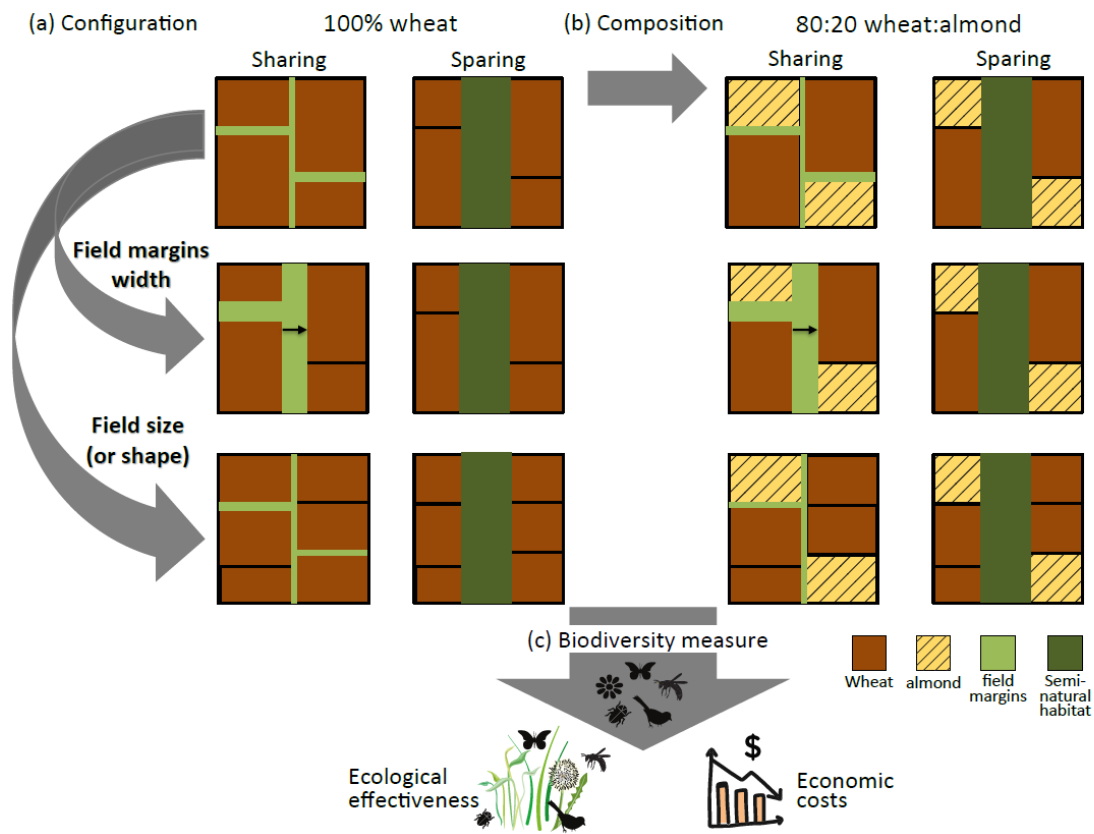 (a) Configuration
100% wheat
(b) Composition
80:20 wheat:almond
Sharing
Sparing
Sharing
Sparing
Field margins
width
Field size
(or shape)
(c) Biodiversity measure
Wheat
almond
field
margins
Semi-
natural
habitat
Ecological
effectiveness
$
Economic
costs